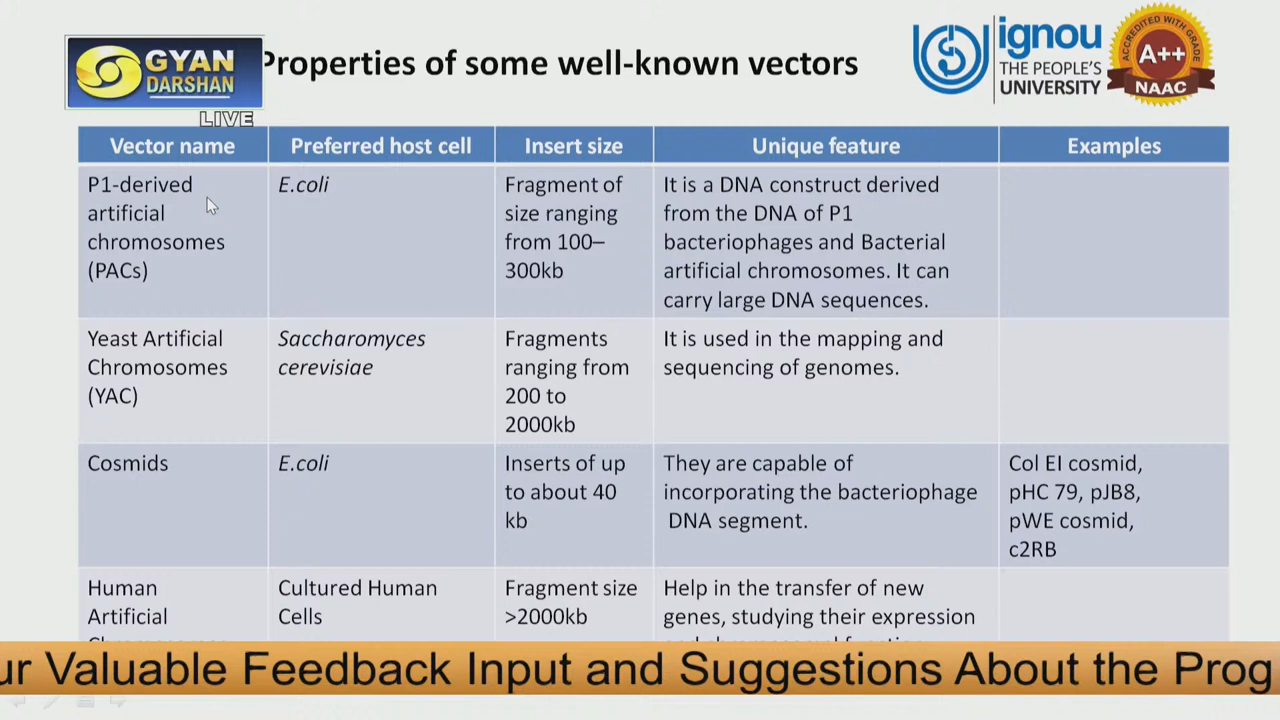 GYAN
DARSHAN
LIVE
Properties of some well-known vectors
ignou
THE PEOPLE'S
UNIVERSITY
ACCREDITED WITH GRADE
A++
NAAC
Vector name Preferred host cell Insert size Unique feature Examples
P1-derived
artificial
chromosomes
(PACs)
E.coli
Fragment of
size ranging
from 100–
300kb
It is a DNA construct derived
from the DNA of P1
bacteriophages and Bacterial
artificial chromosomes. It can
carry large DNA sequences.
Yeast Artificial
Chromosomes
(YAC)
Saccharomyces
cerevisiae
Fragments
ranging from
200 to
2000kb
It is used in the mapping and
sequencing of genomes.
Cosmids
E.coli
Inserts of up
to about 40
kb
They are capable of
incorporating the bacteriophage
DNA segment.
Col EI cosmid,
pHC 79, pJB8,
pWE cosmid,
c2RB
Human
Artificial
Cultured Human
Cells
Fragment size
>2000kb
Help in the transfer of new
genes, studying their expression
ur Valuable Feedback Input and Suggestions About the Prog